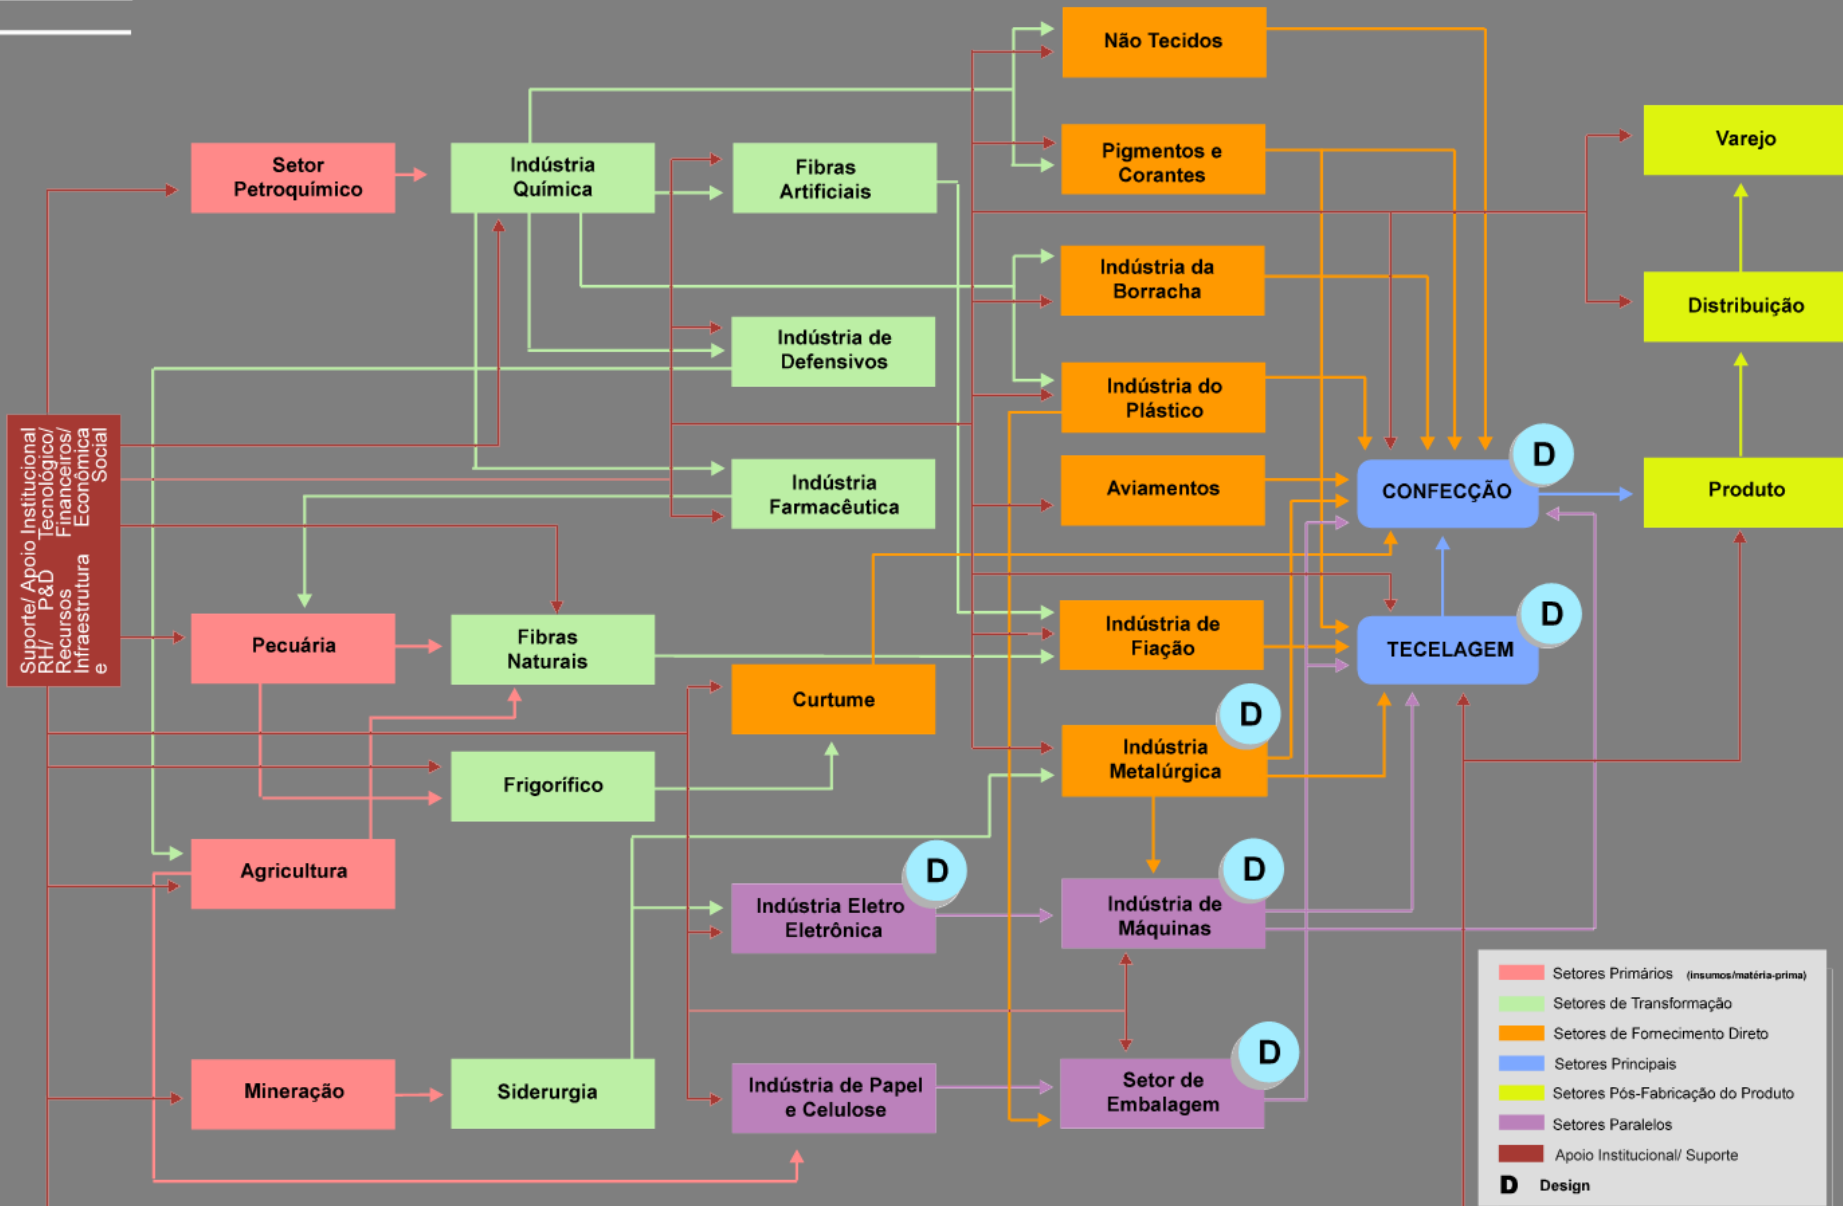 Não Tecidos
Setor
Petroquímico
Indústria
Química
Fibras
Artificiais
Pigmentos e
Corantes
Varejo
Indústria da
Borracha
Distribuição
Indústria de
Defensivos
Indústria do
Plástico
Suporte/ Apoio Institucional
RH/ P&D Tecnológico/
Recursos Financeiros/
Infraestrutura Econômica
e Social
Indústria
Farmacêutica
Aviamentos
CONFECÇÃO
D
Produto
Pecuária
Fibras
Naturais
Indústria de
Fiação
TECELAGEM
D
Curtume
Indústria
Metalúrgica
D
Frigorífico
Agricultura
Indústria Eletro
Eletrônica
D
Indústria de
Máquinas
D
Mineração
Siderurgia
Indústria de Papel
e Celulose
Setor de
Embalagem
D
Setores Primários (insumos/matéria-prima)
Setores de Transformação
Setores de Fornecimento Direto
Setores Principais
Setores Pós-Fabricação do Produto
Setores Paralelos
Apoio Institucional/ Suporte
D Design